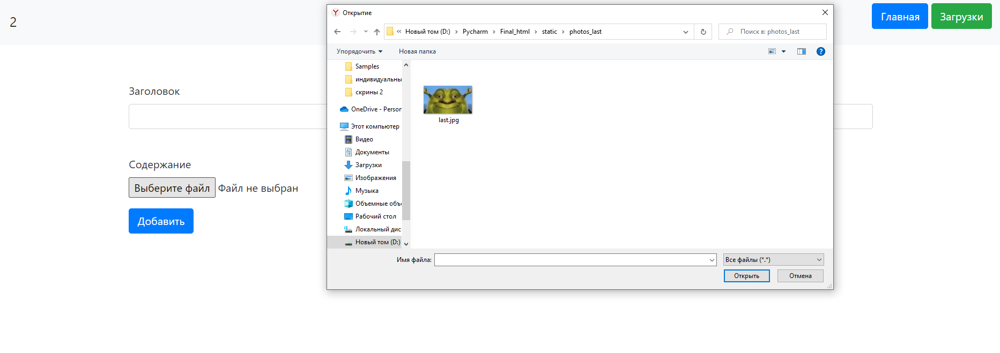 2
Главная
Загрузки
Заголовок
Содержание
Выберите файл Файл не выбран
Добавить
Открытие
« Новый том (D:) › Pycharm › Final_html › static › photos_last
Поиск в: photos_last
Упорядочить
Новая папка
Samples
индивидуальны
скрины 2
OneDrive - Person
Этот компьютер
Видео
Документы
Загрузки
Изображения
Музыка
Объемные объе
Рабочий стол
Локальный дис
Новый том (D:)
last.jpg
Имя файла:
Все файлы (*.*)
Открыть
Отмена